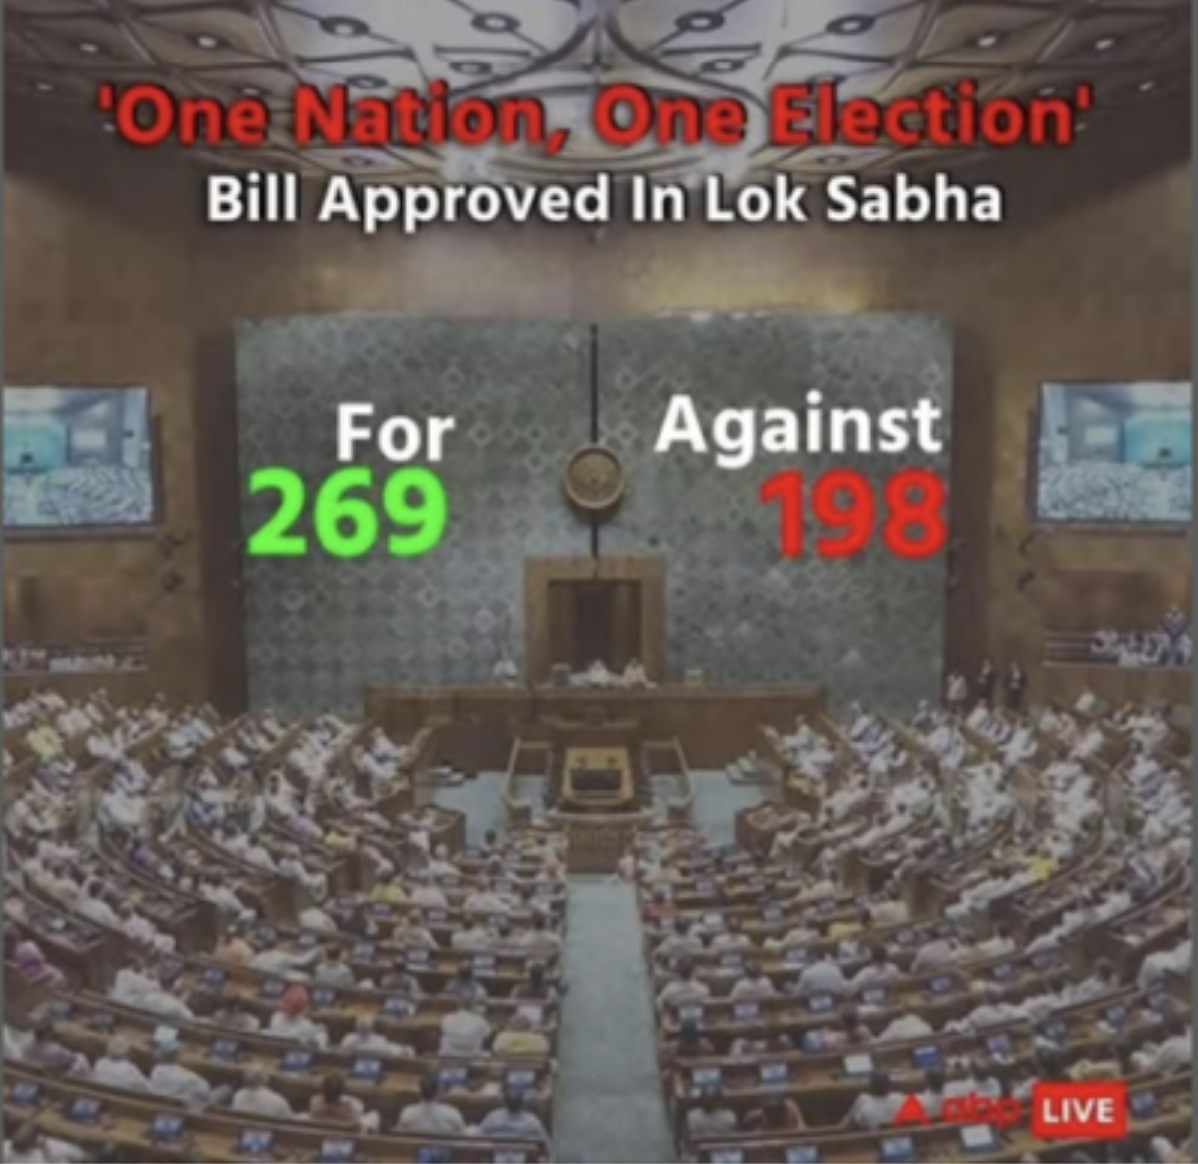 'One Nation, One Election'
Bill Approved In Lok Sabha
For
Against
269
198
abp LIVE